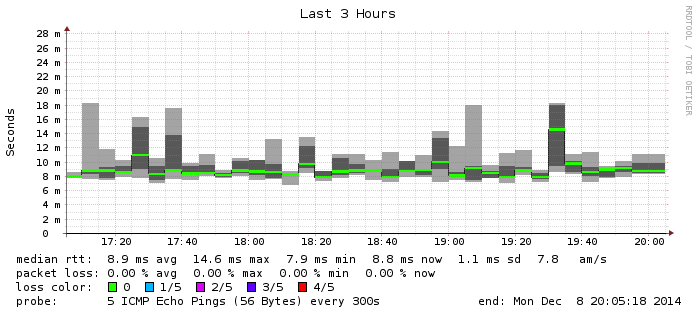 Last 3 Hours
RRDTOOL / TOBI OETIKER
Seconds
28 m
26 m
24 m
22 m
20 m
18 m
16 m
14 m
12 m
10 m
8 m
6 m
4 m
2 m
0
17:20 17:40 18:00 18:20 18:40 19:00 19:20 19:40 20:00
median rtt: 8.9 ms avg 14.6 ms max 7.9 ms min 8.8 ms now 1.1 ms sd 7.8 am/s
packet loss: 0.00 % avg 0.00 % max 0.00 % min 0.00 % now
loss color: 0 1/5 2/5 3/5 4/5
probe: 5 ICMP Echo Pings (56 Bytes) every 300s end: Mon Dec 8 20:05:18 2014